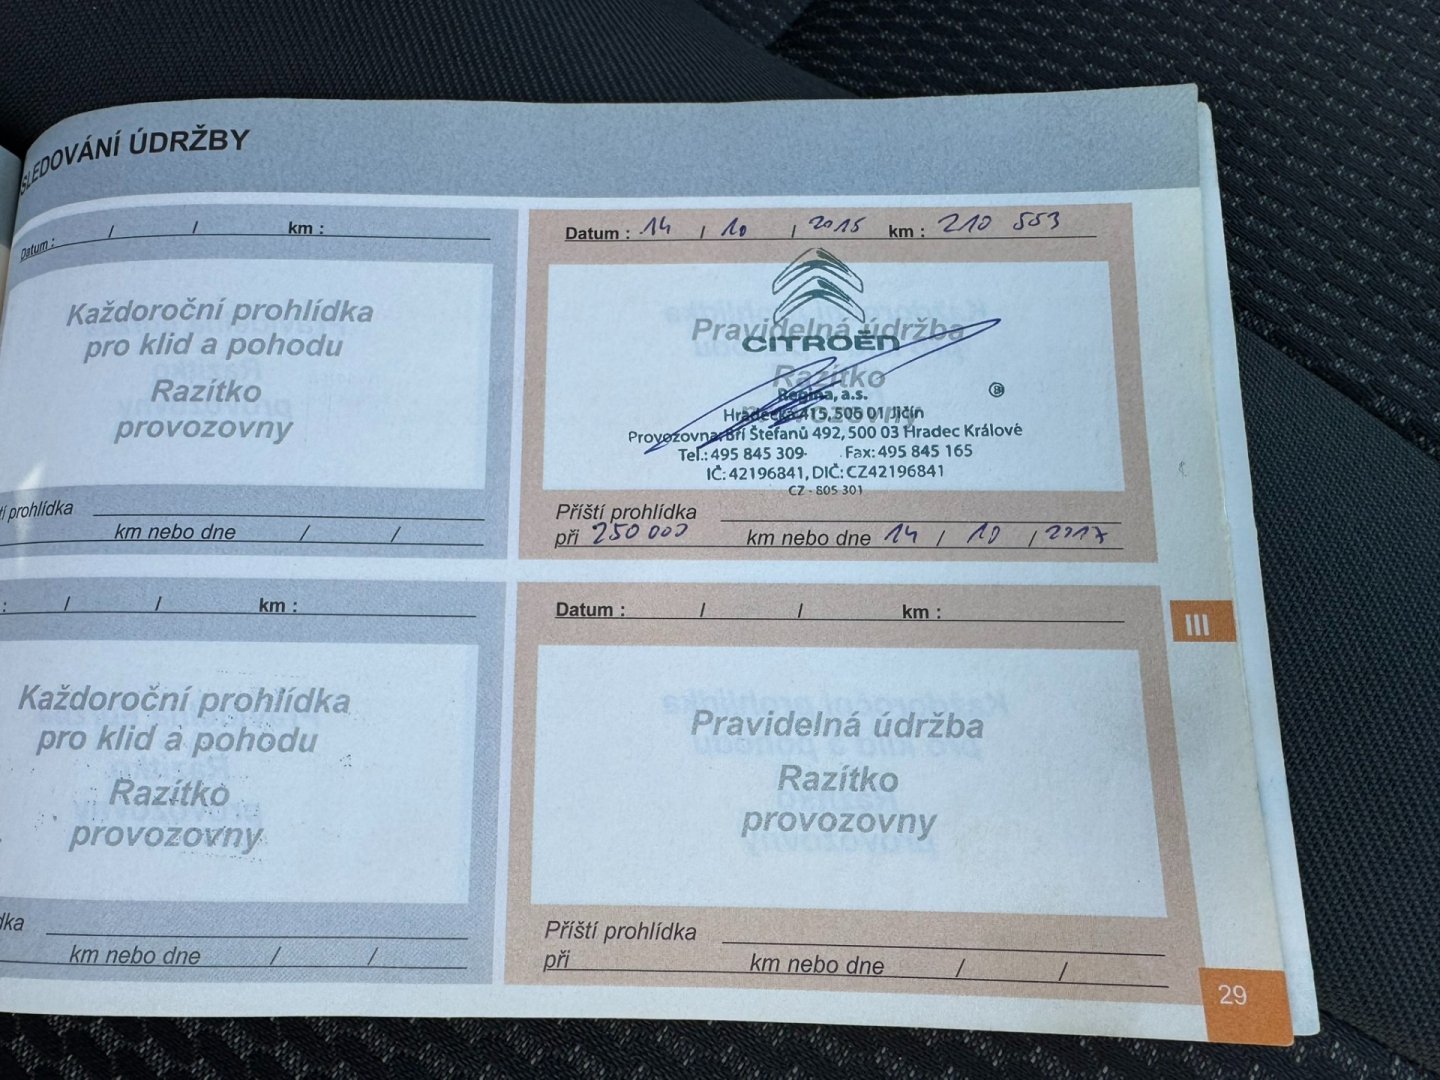 SLEDOVÁNÍ ÚDRŽBY
Datum : / / km :
Každoroční prohlídka
pro klid a pohodu
Razítko
provozovny
prohlídka
km nebo dne / /
Datum : 14 / 10 / 2015 km : 210 553
Pravidelná údržba
CITROËN
Razítko
Regina, a.s.
provozovny
Hradecká 415, 506 01 Jičín
Provozovna: Bří Štefanů 492, 500 03 Hradec Králové
Tel.: 495 845 309 Fax: 495 845 165
IČ: 42196841, DIČ: CZ42196841
CZ - 805 301
Příští prohlídka
při 250 000 km nebo dne 14 / 10 / 2017
: / / km :
Každoroční prohlídka
pro klid a pohodu
Razítko
provozovny
km nebo dne / /
Datum : / / km :
Pravidelná údržba
Razítko
provozovny
Příští prohlídka
při km nebo dne / /
III
29